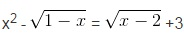 x² - √(1 - x) = √(x - 2) +3